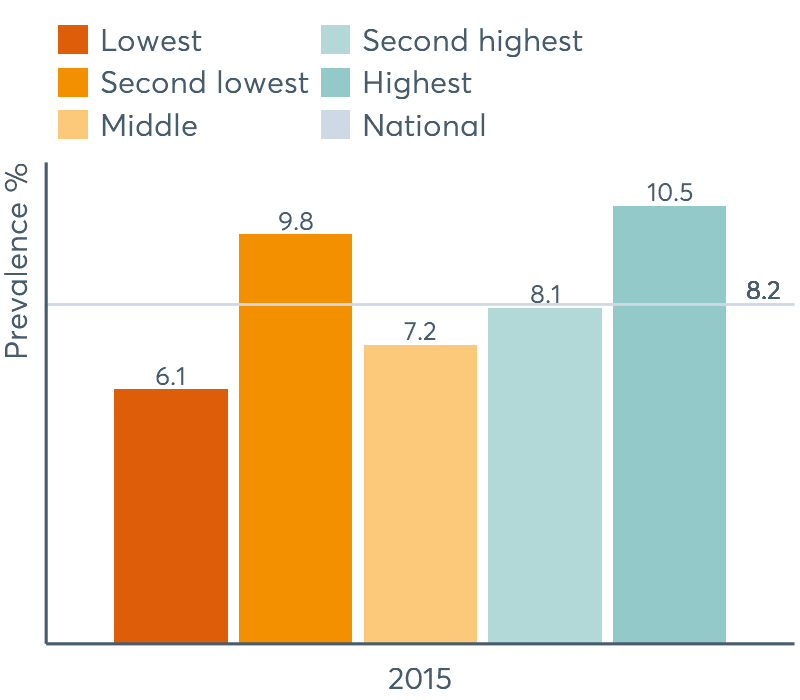 Lowest
Second lowest
Middle
Second highest
Highest
National
Prevalence %
6.1
9.8
7.2
8.1
10.5
8.2
2015